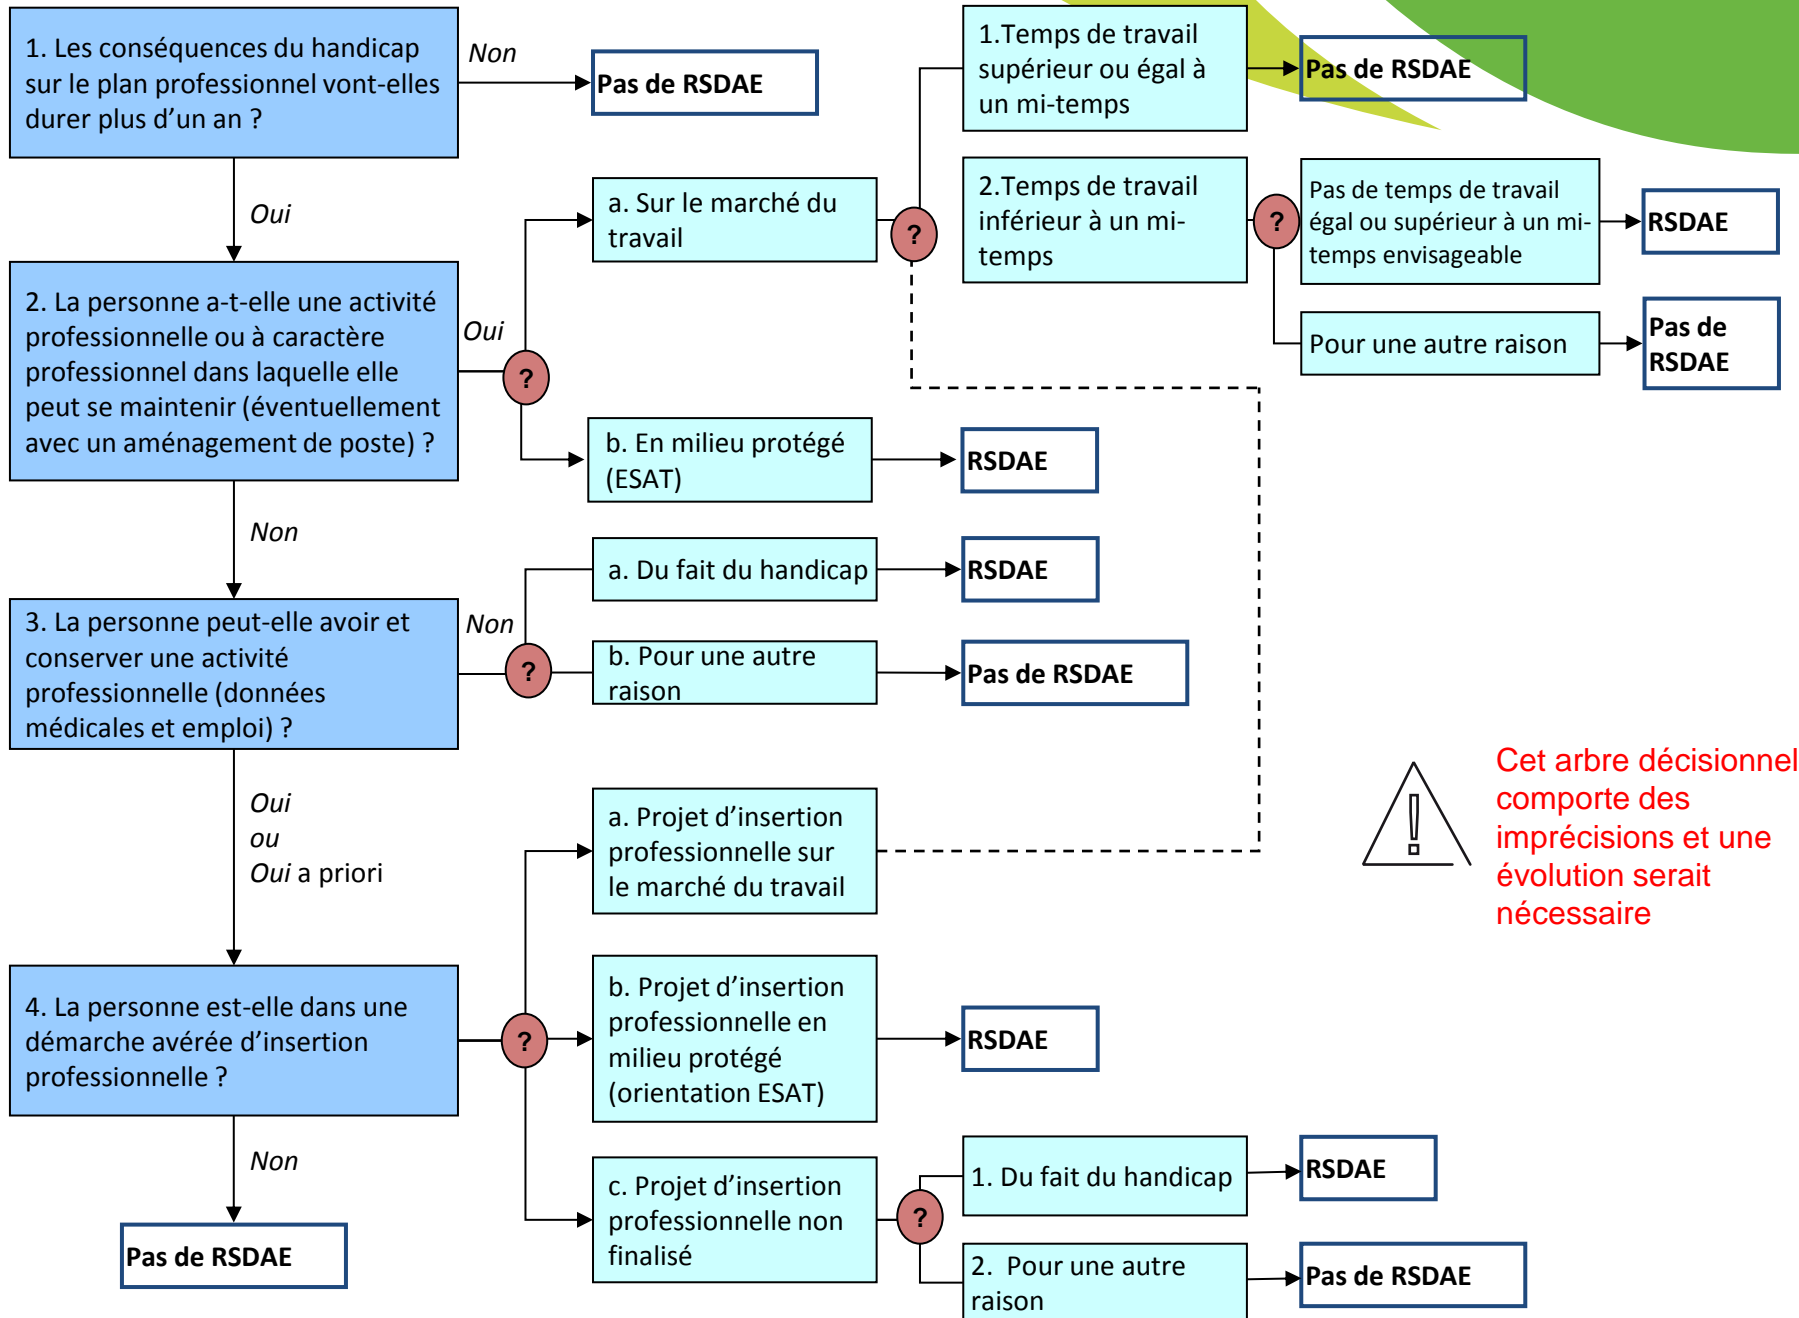 1. Les conséquences du handicap
sur le plan professionnel vont-elles
durer plus d’un an ?
Non
Pas de RSDAE
1.Temps de travail
supérieur ou égal à
un mi-temps
Pas de RSDAE
Oui
a. Sur le marché du
travail
?
2.Temps de travail
inférieur à un mi-
temps
?
Pas de temps de travail
égal ou supérieur à un mi-
temps envisageable
RSDAE
Pour une autre raison
Pas de
RSDAE
2. La personne a-t-elle une activité
professionnelle ou à caractère
professionnel dans laquelle elle
peut se maintenir (éventuellement
avec un aménagement de poste) ?
Oui
?
b. En milieu protégé
(ESAT)
RSDAE
Non
3. La personne peut-elle avoir et
conserver une activité
professionnelle (données
médicales et emploi) ?
Non
?
a. Du fait du handicap
RSDAE
b. Pour une autre
raison
Pas de RSDAE
Oui
ou
Oui a priori
a. Projet d’insertion
professionnelle sur
le marché du travail
Cet arbre décisionnel
comporte des
imprécisions et une
évolution serait
nécessaire
4. La personne est-elle dans une
démarche avérée d’insertion
professionnelle ?
?
b. Projet d’insertion
professionnelle en
milieu protégé
(orientation ESAT)
RSDAE
Non
Pas de RSDAE
c. Projet d’insertion
professionnelle non
finalisé
?
1. Du fait du handicap
RSDAE
2. Pour une autre
raison
Pas de RSDAE